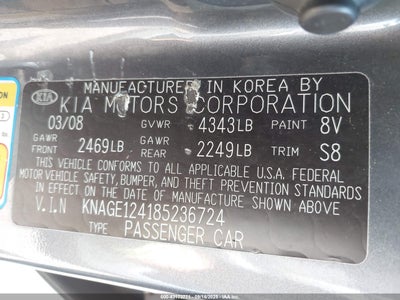 MANUFACTURED IN KOREA BY
KIA KIA MOTORS CORPORATION
03/08 GVWR 4343LB PAINT 8V
GAWR FRONT 2469LB GAWR REAR 2249LB TRIM S8
THIS VEHICLE CONFORMS TO ALL APPLICABLE U.S.A. FEDERAL
MOTOR VEHICLE SAFETY, BUMPER, AND THEFT PREVENTION STANDARDS
IN EFFECT ON THE DATE OF MANUFACTURE SHOWN ABOVE
V.I.N KNAGE124185236724
TYPE PASSENGER CAR